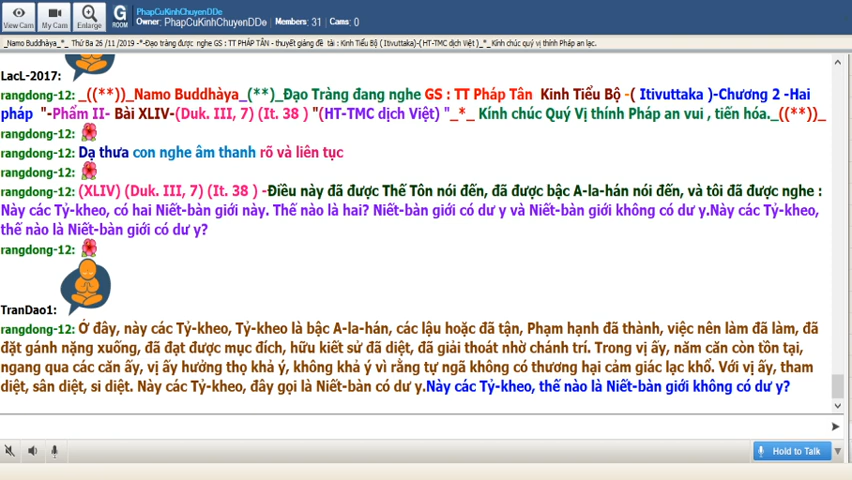 View Cam
My Cam
Enlarge
G
ROOM
PhapCuKinhChuyenDDe
Owner: PhapCuKinhChuyenDDe | Members: 31 | Cams: 0
_Namo Buddhàya_*_ Thứ Ba 26 /11 /2019 -*-Đạo tràng được nghe GS : TT PHÁP TÂN - thuyết giảng đề tài : Kinh Tiểu Bộ (Itivuttaka)-(HT-TMC dịch Việt )_*_Kính chúc quý vị thính Pháp an lạc.
LacL-2017:
rangdong-12: _((**))_Namo Buddhàya_(**)_Đạo Tràng đang nghe GS : TT Pháp Tân Kinh Tiểu Bộ -( Itivuttaka )-Chương 2 -Hai
pháp "-Phẩm II- Bài XLIV-(Duk. III, 7) (It. 38 ) "(HT-TMC dịch Việt) "_*_ Kính chúc Quý Vị thính Pháp an vui , tiến hóa._((**))_
rangdong-12:
rangdong-12: Dạ thưa con nghe âm thanh rõ và liên tục
rangdong-12:
rangdong-12: (XLIV) (Duk. III, 7) (It. 38 ) -Điều này đã được Thế Tôn nói đến, đã được bậc A-la-hán nói đến, và tôi đã được nghe :
Này các Tỷ-kheo, có hai Niết-bàn giới này. Thế nào là hai? Niết-bàn giới có dư y và Niết-bàn giới không có dư y.Này các Tỷ-kheo,
thế nào là Niết-bàn giới có dư y?
rangdong-12:
TranDao1:
rangdong-12: Ở đây, này các Tỷ-kheo, Tỷ-kheo là bậc A-la-hán, các lậu hoặc đã tận, Phạm hạnh đã thành, việc nên làm đã làm, đã
đặt gánh nặng xuống, đã đạt được mục đích, hữu kiết sử đã diệt, đã giải thoát nhờ chánh trí. Trong vị ấy, năm căn còn tồn tại,
ngang qua các căn ấy, vị ấy hưởng thọ khả ý, không khả ý vì rằng tự ngã không có thương hại cảm giác lạc khổ. Với vị ấy, tham
diệt, sân diệt, si diệt. Này các Tỷ-kheo, đây gọi là Niết-bàn có dư y.Này các Tỷ-kheo, thế nào là Niết-bàn giới không có dư y?
Hold to Talk